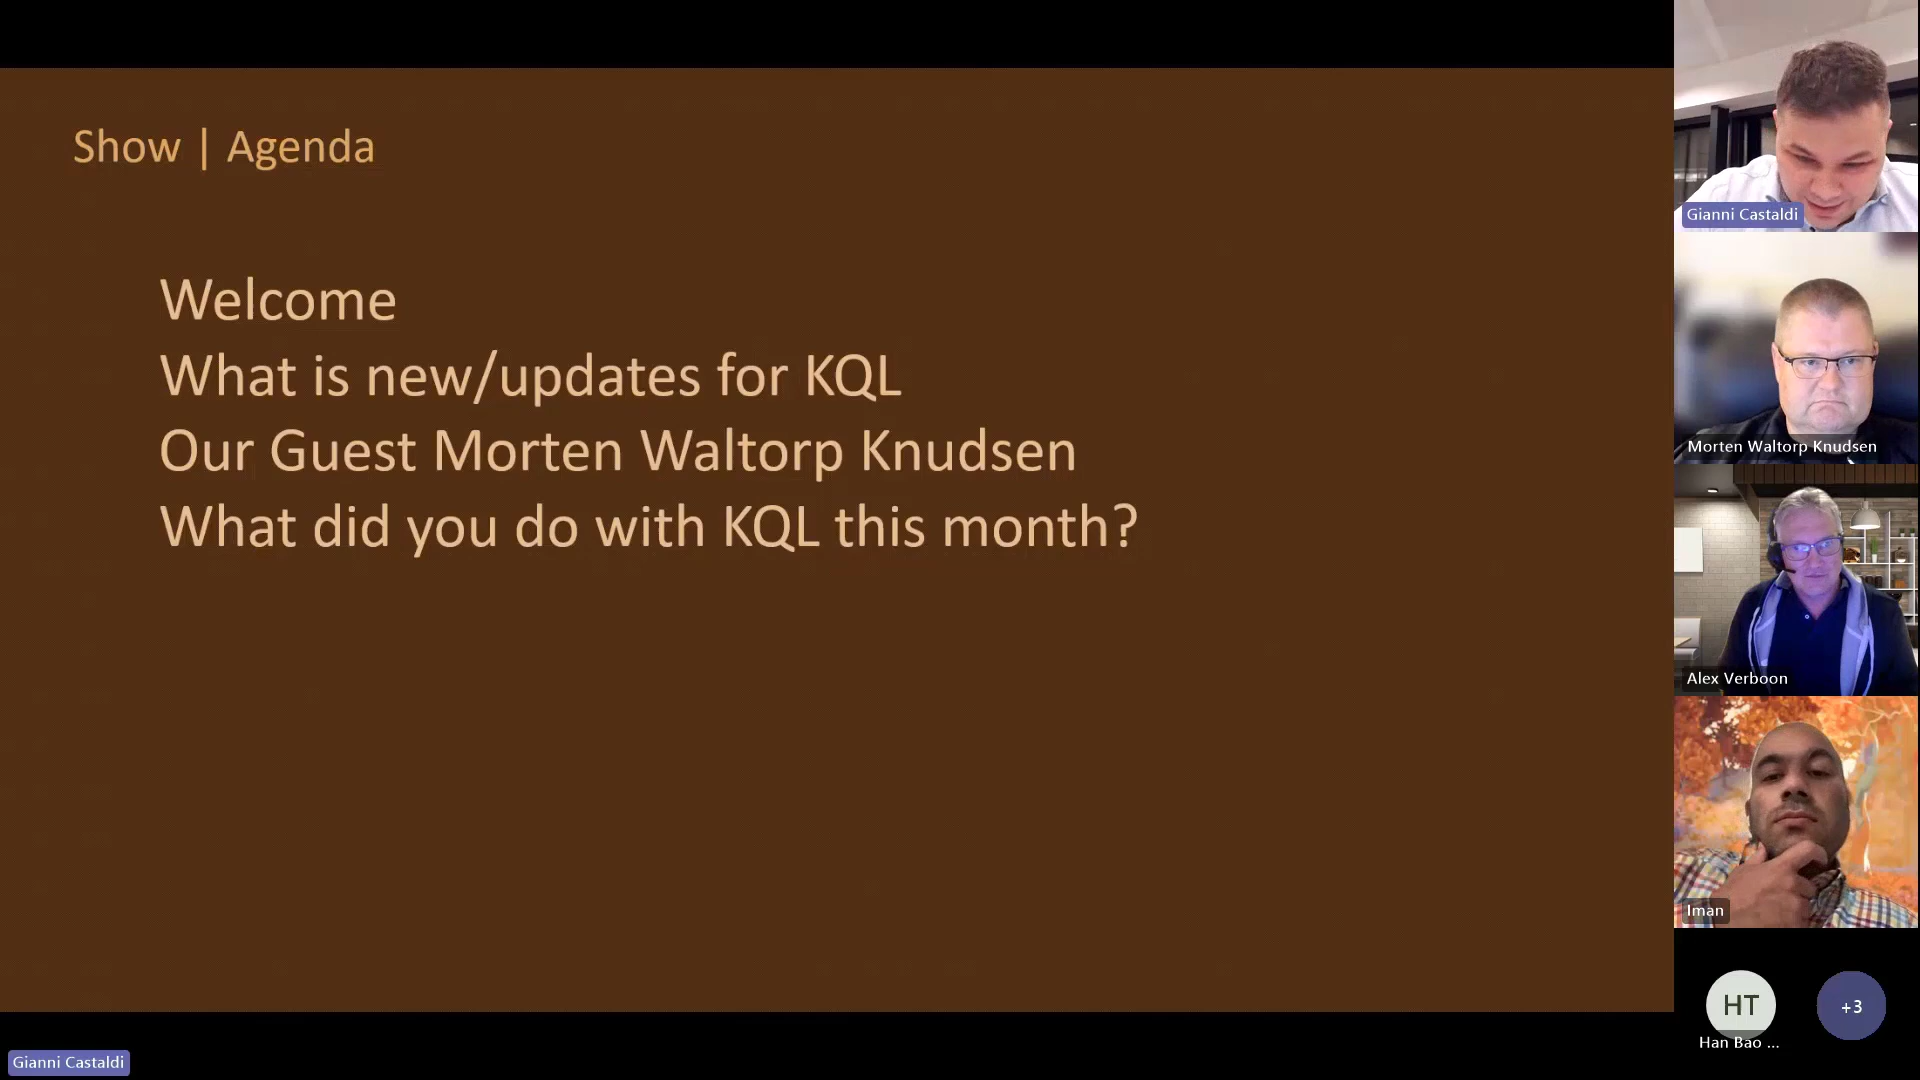 Show | Agenda
Welcome
What is new/updates for KQL
Our Guest Morten Waltorp Knudsen
What did you do with KQL this month?
Gianni Castaldi
Morten Waltorp Knudsen
Alex Verboon
Iman
HT
Han Bao ...
+3
Gianni Castaldi